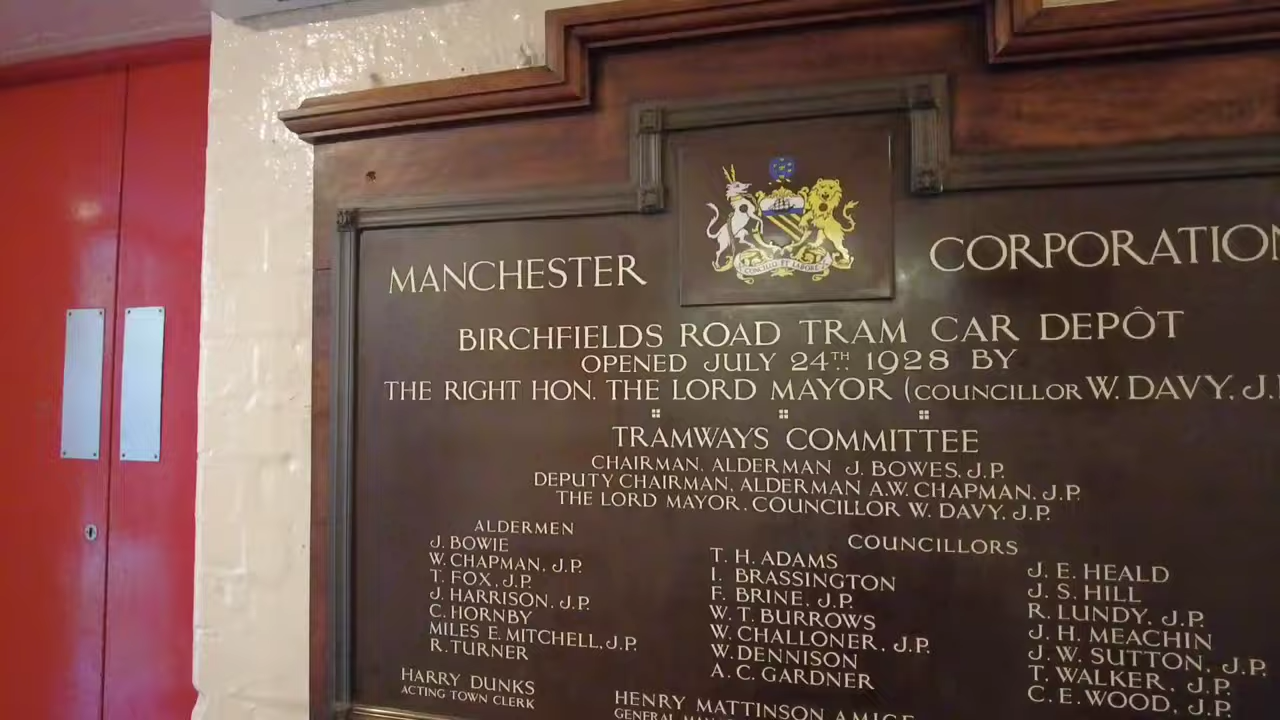 MANCHESTER CORPORATION
CONCILIO ET LABORE
BIRCHFIELDS ROAD TRAM CAR DEPÔT
OPENED JULY 24TH 1928 BY
THE RIGHT HON. THE LORD MAYOR (COUNCILLOR W. DAVY, J.P
TRAMWAYS COMMITTEE
CHAIRMAN, ALDERMAN J. BOWES, J.P.
DEPUTY CHAIRMAN, ALDERMAN A.W. CHAPMAN, J.P.
THE LORD MAYOR, COUNCILLOR W. DAVY, J.P.
ALDERMEN
J. BOWIE
W. CHAPMAN, J.P.
T. FOX, J.P.
J. HARRISON, J.P.
C. HORNBY
MILES E. MITCHELL, J.P.
R. TURNER
COUNCILLORS
T. H. ADAMS
I. BRASSINGTON
F. BRINE, J.P.
W. T. BURROWS
W. CHALLONER, J.P.
W. DENNISON
A. C. GARDNER
J. E. HEALD
J. S. HILL
R. LUNDY, J.P.
J. H. MEACHIN
J. W. SUTTON, J.P.
T. WALKER, J.P.
C. E. WOOD, J.P.
HARRY DUNKS
ACTING TOWN CLERK
HENRY MATTINSON
GENERAL